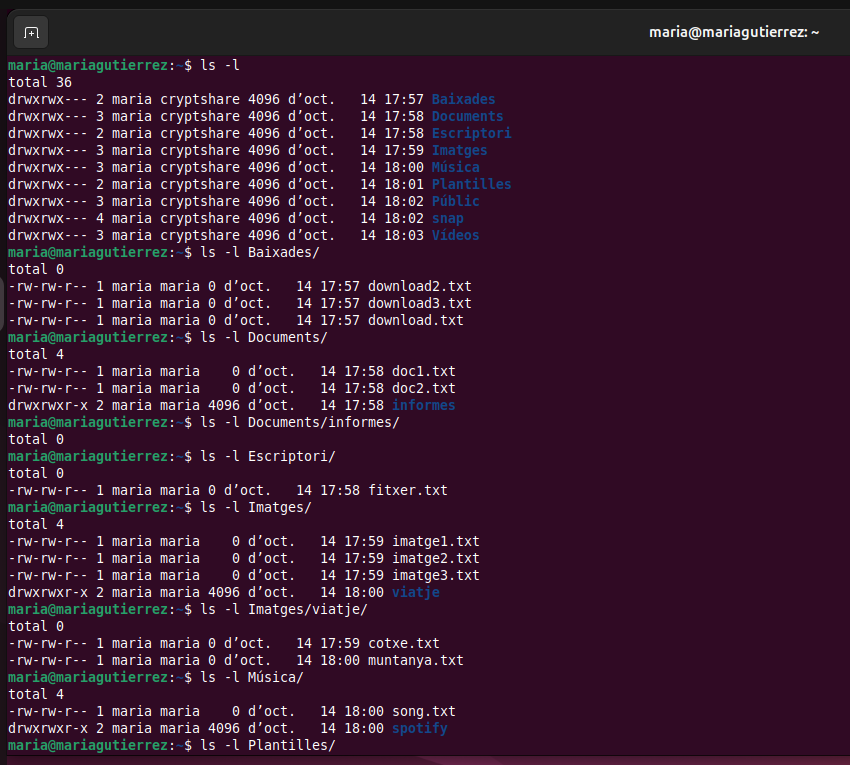 maria@mariagutierrez: ~
maria@mariagutierrez:~$ ls -l
total 36
drwxrwx--- 2 maria cryptshare 4096 d’oct.   14 17:57 Baixades
drwxrwx--- 3 maria cryptshare 4096 d’oct.   14 17:58 Documents
drwxrwx--- 2 maria cryptshare 4096 d’oct.   14 17:58 Escriptori
drwxrwx--- 3 maria cryptshare 4096 d’oct.   14 17:59 Imatges
drwxrwx--- 3 maria cryptshare 4096 d’oct.   14 18:00 Música
drwxrwx--- 2 maria cryptshare 4096 d’oct.   14 18:01 Plantilles
drwxrwx--- 3 maria cryptshare 4096 d’oct.   14 18:02 Públic
drwxrwx--- 4 maria cryptshare 4096 d’oct.   14 18:02 snap
drwxrwx--- 3 maria cryptshare 4096 d’oct.   14 18:03 Vídeos
maria@mariagutierrez:~$ ls -l Baixades/
total 0
-rw-rw-r-- 1 maria maria 0 d’oct.   14 17:57 download2.txt
-rw-rw-r-- 1 maria maria 0 d’oct.   14 17:57 download3.txt
-rw-rw-r-- 1 maria maria 0 d’oct.   14 17:57 download.txt
maria@mariagutierrez:~$ ls -l Documents/
total 4
-rw-rw-r-- 1 maria maria    0 d’oct.   14 17:58 doc1.txt
-rw-rw-r-- 1 maria maria    0 d’oct.   14 17:58 doc2.txt
drwxrwxr-x 2 maria maria 4096 d’oct.   14 17:58 informes
maria@mariagutierrez:~$ ls -l Documents/informes/
total 0
maria@mariagutierrez:~$ ls -l Escriptori/
total 0
-rw-rw-r-- 1 maria maria 0 d’oct.   14 17:58 fitxer.txt
maria@mariagutierrez:~$ ls -l Imatges/
total 4
-rw-rw-r-- 1 maria maria    0 d’oct.   14 17:59 imatge1.txt
-rw-rw-r-- 1 maria maria    0 d’oct.   14 17:59 imatge2.txt
-rw-rw-r-- 1 maria maria    0 d’oct.   14 17:59 imatge3.txt
drwxrwxr-x 2 maria maria 4096 d’oct.   14 18:00 viatje
maria@mariagutierrez:~$ ls -l Imatges/viatje/
total 0
-rw-rw-r-- 1 maria maria 0 d’oct.   14 17:59 cotxe.txt
-rw-rw-r-- 1 maria maria 0 d’oct.   14 18:00 muntanya.txt
maria@mariagutierrez:~$ ls -l Música/
total 4
-rw-rw-r-- 1 maria maria    0 d’oct.   14 18:00 song.txt
drwxrwxr-x 2 maria maria 4096 d’oct.   14 18:00 spotify
maria@mariagutierrez:~$ ls -l Plantilles/